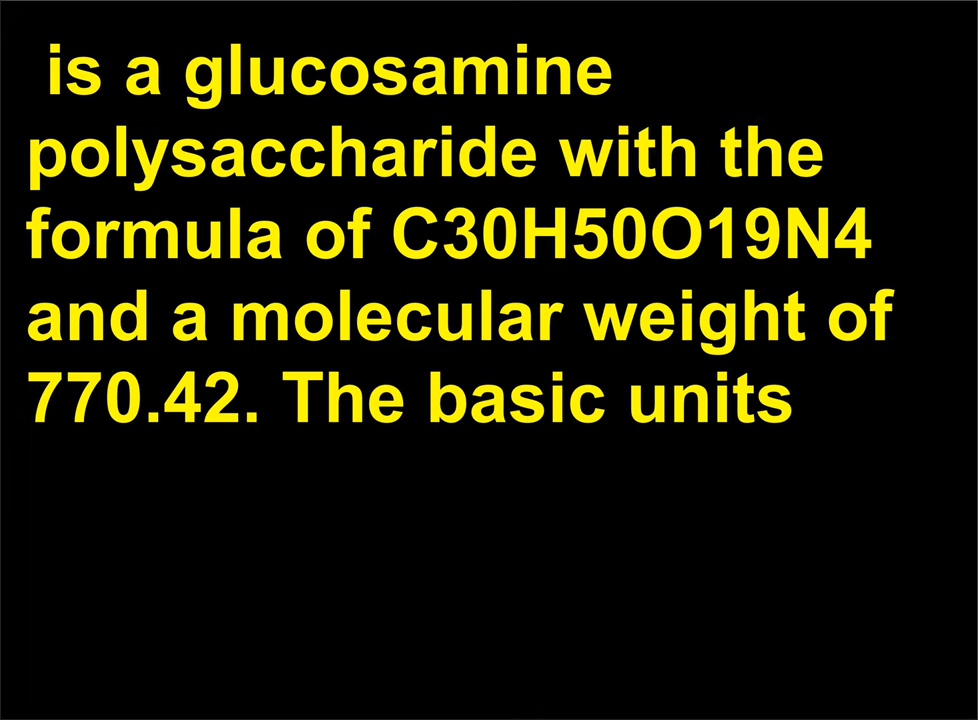 is a glucosamine
polysaccharide with the
formula of C30H50O19N4
and a molecular weight of
770.42. The basic units